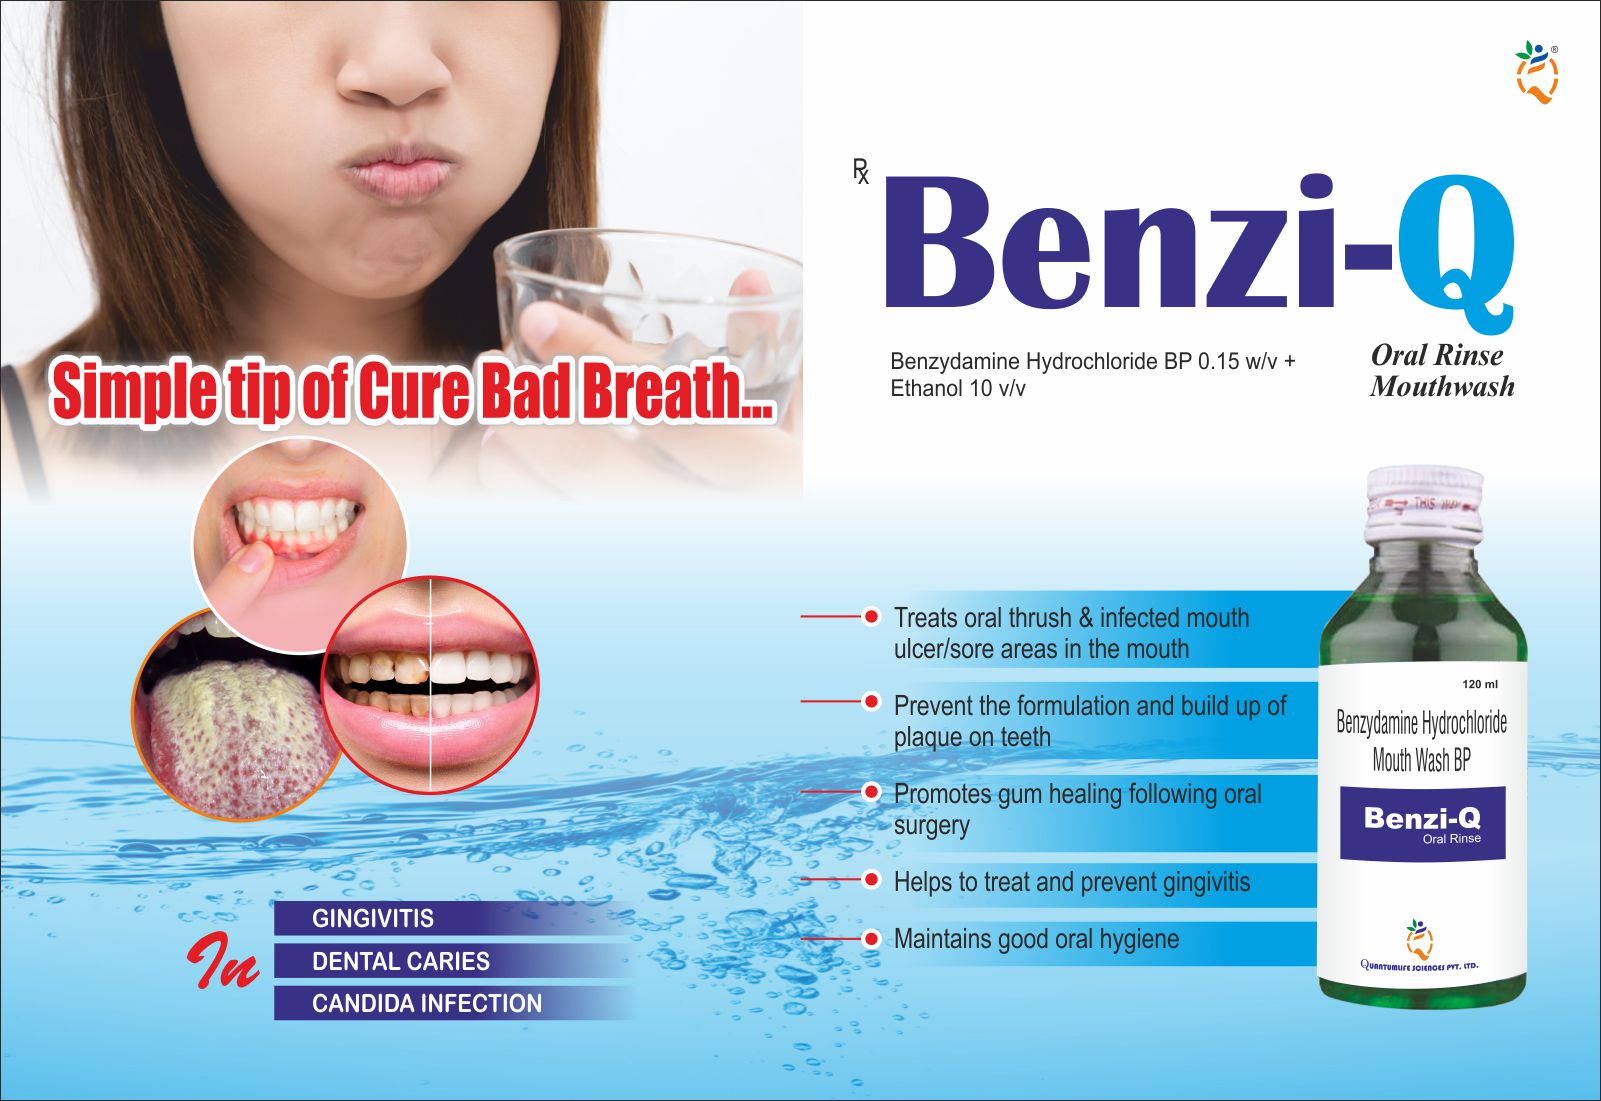 ®
Rx
Benzi-Q
Benzydamine Hydrochloride BP 0.15 w/v +
Ethanol 10 v/v
Oral Rinse
Mouthwash
Simple tip of Cure Bad Breath...
In
GINGIVITIS
DENTAL CARIES
CANDIDA INFECTION
Treats oral thrush & infected mouth
ulcer/sore areas in the mouth
Prevent the formulation and build up of
plaque on teeth
Promotes gum healing following oral
surgery
Helps to treat and prevent gingivitis
Maintains good oral hygiene
THIS WAY
120 ml
Benzydamine Hydrochloride
Mouth Wash BP
Benzi-Q
Oral Rinse
QUANTUMLIFE SCIENCES PVT. LTD.